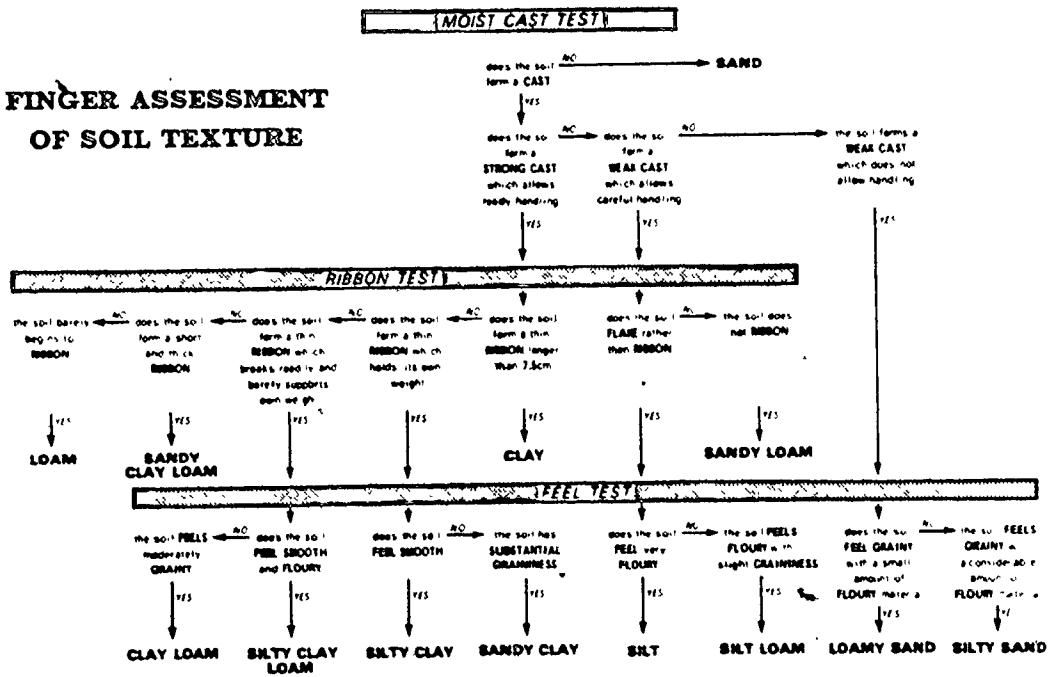 MOIST CAST TEST
FINGER ASSESSMENT
OF SOIL TEXTURE
does the soil
form a CAST
NO
SAND
YES
does the so
form a
STRONG CAST
which allows
ready handling
NO
does the so
form a
WEAK CAST
which allows
careful handling
NO
the soil forms a
WEAK CAST
which does not
allow handling
YES
YES
YES
RIBBON TEST
the soil barely
begins to
RIBBON
NO
does the soil
form a short
and thick
RIBBON
NO
does the soil
form a thin
RIBBON which
breaks readily and
barely supports
own weigh
NO
does the soil
form a thin
RIBBON which
holds its own
weight
NO
does the soil
form a thin
RIBBON longer
than 7.5cm
does the soil
FLAKE rather
than RIBBON
the soil does
not RIBBON
YES
YES
YES
YES
YES
YES
YES
LOAM
SANDY
CLAY LOAM
CLAY
SANDY LOAM
FEEL TEST
the soil FEELS
moderately
GRAINY
NO
does the soil
FEEL SMOOTH
and FLOURY
does the soil
FEEL SMOOTH
NO
the soil has
SUBSTANTIAL
GRAININESS
does the soil
FEEL very
FLOURY
NO
the soil FEELS
FLOURY with
slight GRAININESS
does the so
FEEL GRAINY
with a small
amount of
FLOURY materia
the so FEELS
GRAINY
a considerable
amount o
FLOURY
YES
YES
YES
YES
YES
YES
YES
YE
CLAY LOAM
SILTY CLAY
LOAM
SILTY CLAY
SANDY CLAY
SILT
SILT LOAM
LOAMY SAND
SILTY SAND